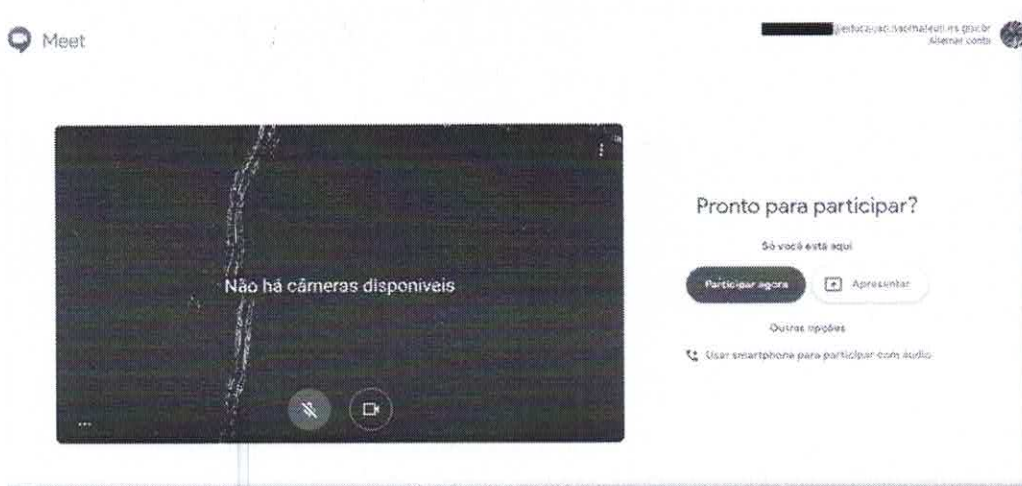 Meet
Alternar conta
Pronto para participar?
Só você está aqui
Não há câmeras disponíveis
Participar agora
Apresentar
Outras opções
Usar smartphone para participar com áudio